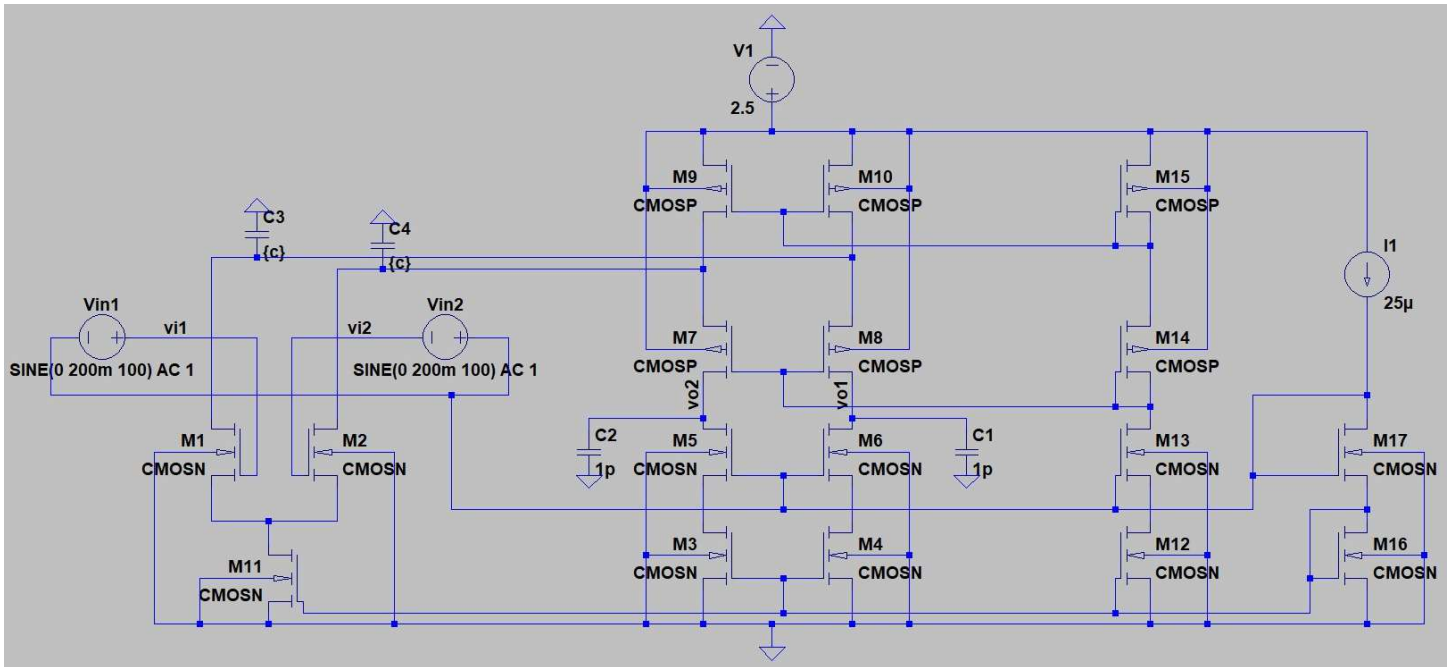 V1
2.5
M9
CMOSP
M10
CMOSP
M15
CMOSP
C3
{c}
C4
{c}
I1
25µ
Vin1
vi1
vi2
Vin2
SINE(0 200m 100) AC 1
SINE(0 200m 100) AC 1
M7
CMOSP
M8
CMOSP
M14
CMOSP
vo2
vo1
C2
1p
C1
1p
M1
CMOSN
M2
CMOSN
M5
CMOSN
M6
CMOSN
M13
CMOSN
M17
CMOSN
M11
CMOSN
M3
CMOSN
M4
CMOSN
M12
CMOSN
M16
CMOSN